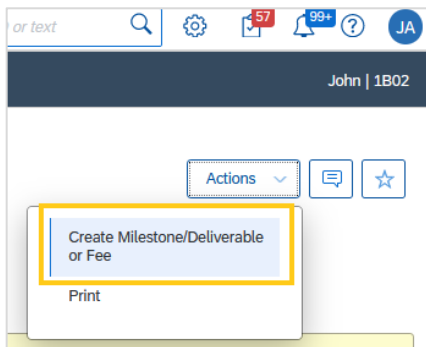 or text
57
99+
JA
John | 1B02
Actions
Create Milestone/Deliverable
or Fee
Print